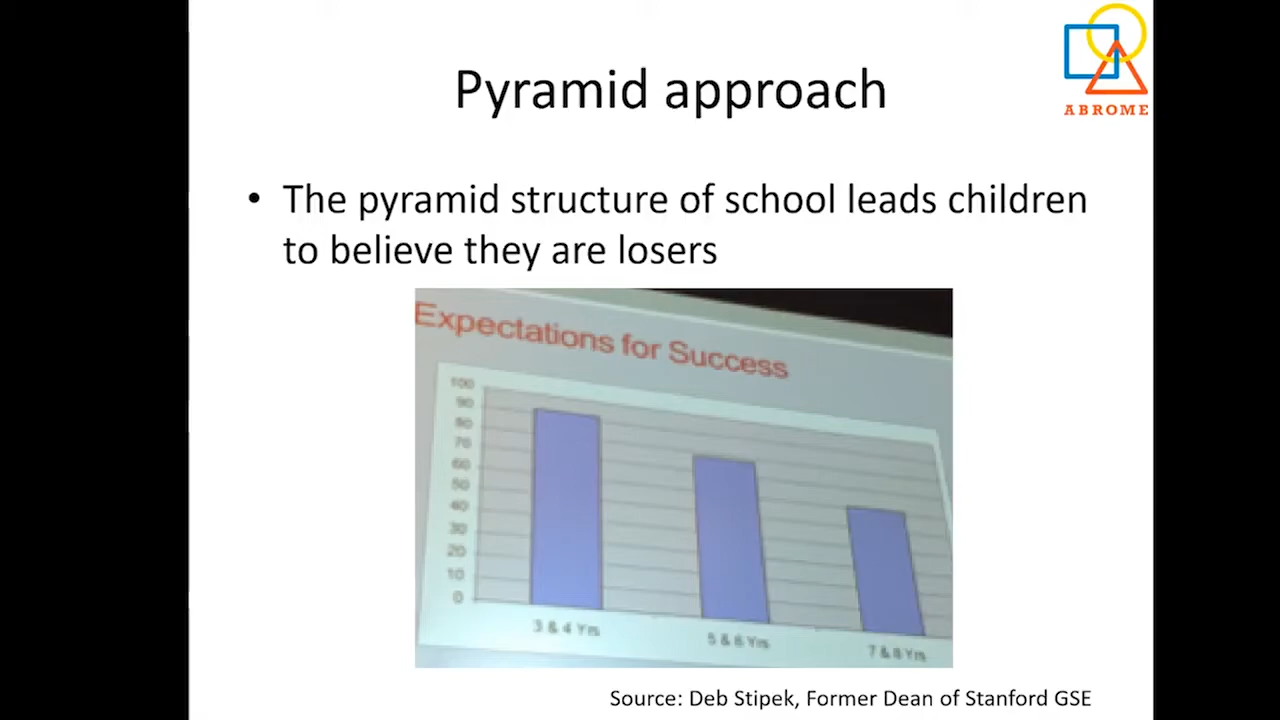 ABROME
Pyramid approach
• The pyramid structure of school leads children
to believe they are losers
Expectations for Success
100
90
80
70
60
50
40
30
20
10
0
3 & 4 Yrs
5 & 6 Yrs
7 & 8 Yrs
Source: Deb Stipek, Former Dean of Stanford GSE